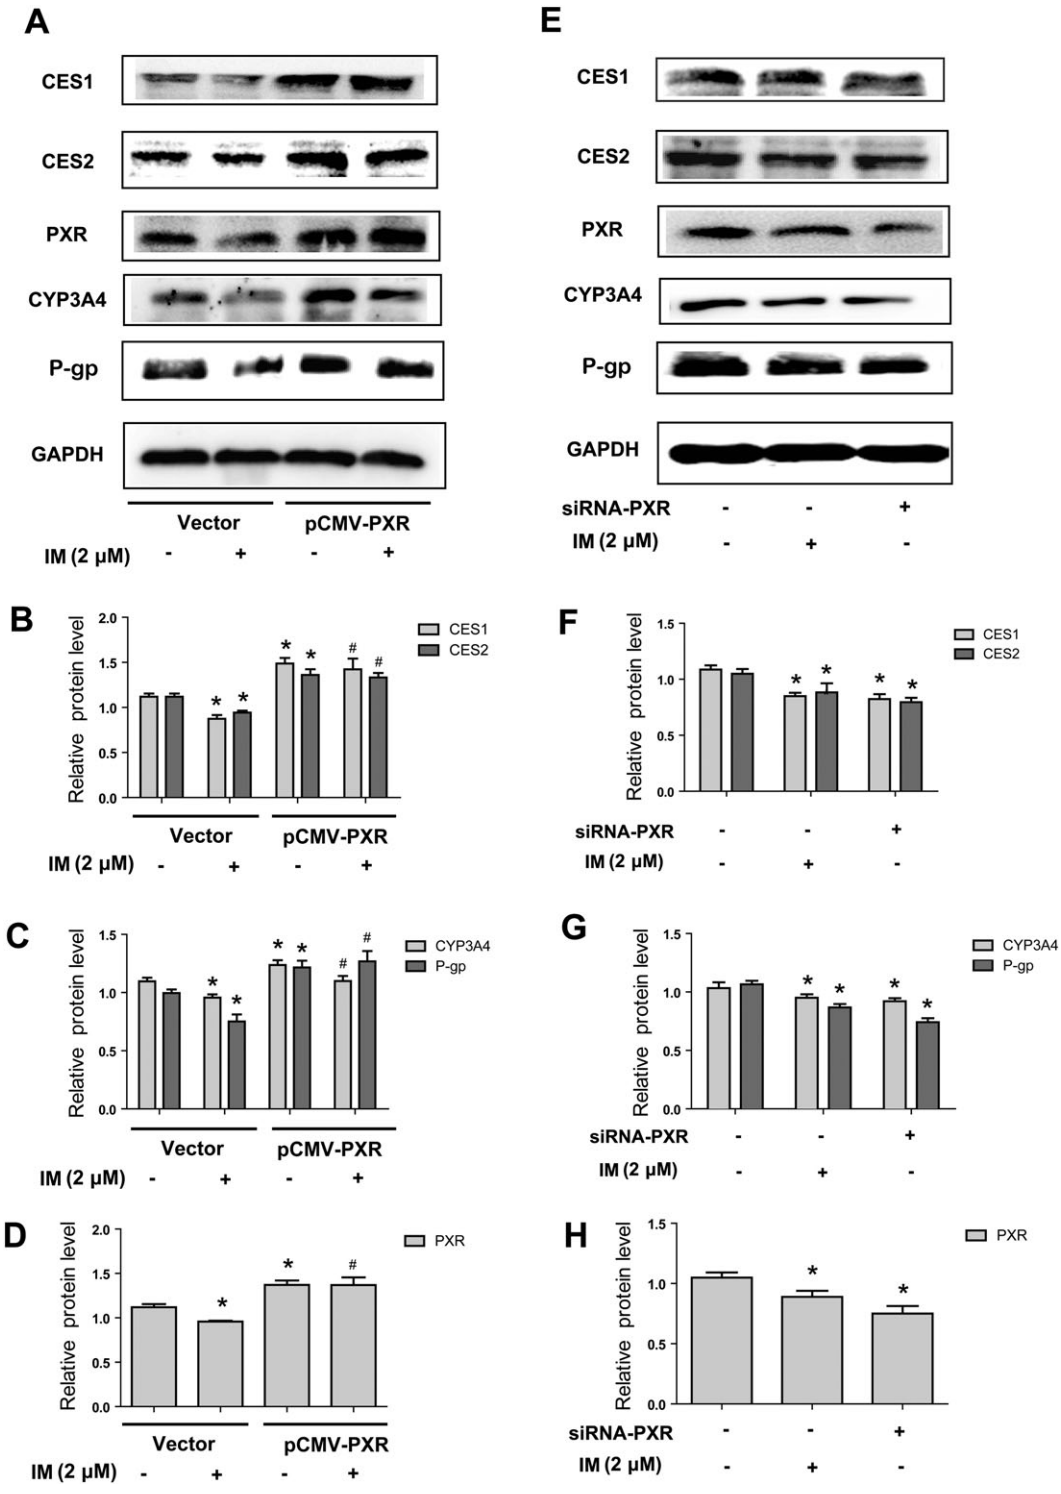 A
CES1
CES2
PXR
CYP3A4
P-gp
GAPDH
Vector pCMV-PXR
IM (2 μM) - + - +
E
CES1
CES2
PXR
CYP3A4
P-gp
GAPDH
siRNA-PXR - - +
IM (2 μM) - + -
B
Relative protein level
2.0
1.5
1.0
0.5
0.0
* * * * # #
CES1
CES2
Vector pCMV-PXR
IM (2 μM) - + - +
F
Relative protein level
1.5
1.0
0.5
0.0
* * * *
CES1
CES2
siRNA-PXR - - +
IM (2 μM) - + -
C
Relative protein level
1.5
1.0
0.5
0.0
* * * * # #
CYP3A4
P-gp
Vector pCMV-PXR
IM (2 μM) - + - +
G
Relative protein level
1.5
1.0
0.5
0.0
* * * *
CYP3A4
P-gp
siRNA-PXR - - +
IM (2 μM) - + -
D
Relative protein level
2.0
1.5
1.0
0.5
0.0
* * #
PXR
Vector pCMV-PXR
IM (2 μM) - + - +
H
Relative protein level
1.5
1.0
0.5
0.0
* *
PXR
siRNA-PXR - - +
IM (2 μM) - + -